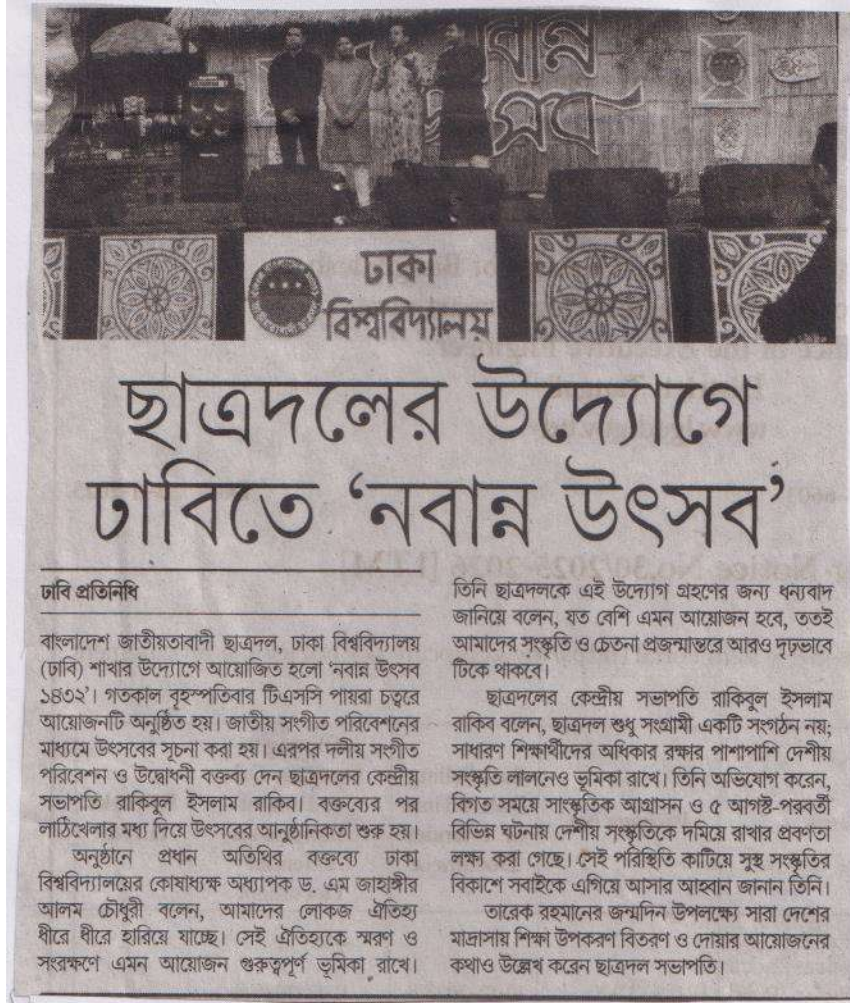 বান্ন
ঢাকা
বিশ্ববিদ্যালয়
ছাত্রদলের উদ্যোগে
ঢাবিতে ‘নবান্ন উৎসব’
ঢাবি প্রতিনিধি
বাংলাদেশ জাতীয়তাবাদী ছাত্রদল, ঢাকা বিশ্ববিদ্যালয়
(ঢাবি) শাখার উদ্যোগে আয়োজিত হলো ‘নবান্ন উৎসব
১৪৩২’। গতকাল বৃহস্পতিবার টিএসসি পায়রা চত্বরে
আয়োজনটি অনুষ্ঠিত হয়। জাতীয় সংগীত পরিবেশনের
মাধ্যমে উৎসবের সূচনা করা হয়। এরপর দলীয় সংগীত
পরিবেশন ও উদ্বোধনী বক্তব্য দেন ছাত্রদলের কেন্দ্রীয়
সভাপতি রাকিবুল ইসলাম রাকিব। বক্তব্যের পর
লাঠিখেলার মধ্য দিয়ে উৎসবের আনুষ্ঠানিকতা শুরু হয়।
অনুষ্ঠানে প্রধান অতিথির বক্তব্যে ঢাকা
বিশ্ববিদ্যালয়ের কোষাধ্যক্ষ অধ্যাপক ড. এম জাহাঙ্গীর
আলম চৌধুরী বলেন, আমাদের লোকজ ঐতিহ্য
ধীরে ধীরে হারিয়ে যাচ্ছে। সেই ঐতিহ্যকে স্মরণ ও
সংরক্ষণে এমন আয়োজন গুরুত্বপূর্ণ ভূমিকা রাখে।
তিনি ছাত্রদলকে এই উদ্যোগ গ্রহণের জন্য ধন্যবাদ
জানিয়ে বলেন, যত বেশি এমন আয়োজন হবে, ততই
আমাদের সংস্কৃতি ও চেতনা প্রজন্মান্তরে আরও দৃঢ়ভাবে
টিকে থাকবে।
ছাত্রদলের কেন্দ্রীয় সভাপতি রাকিবুল ইসলাম
রাকিব বলেন, ছাত্রদল শুধু সংগ্রামী একটি সংগঠন নয়;
সাধারণ শিক্ষার্থীদের অধিকার রক্ষার পাশাপাশি দেশীয়
সংস্কৃতি লালনেও ভূমিকা রাখে। তিনি অভিযোগ করেন,
বিগত সময়ে সাংস্কৃতিক আগ্রাসন ও ৫ আগস্ট-পরবর্তী
বিভিন্ন ঘটনায় দেশীয় সংস্কৃতিকে দমিয়ে রাখার প্রবণতা
লক্ষ্য করা গেছে। সেই পরিস্থিতি কাটিয়ে সুস্থ সংস্কৃতির
বিকাশে সবাইকে এগিয়ে আসার আহ্বান জানান তিনি।
তারেক রহমানের জন্মদিন উপলক্ষ্যে সারা দেশের
মাদ্রাসায় শিক্ষা উপকরণ বিতরণ ও দোয়ার আয়োজনের
কথাও উল্লেখ করেন ছাত্রদল সভাপতি।